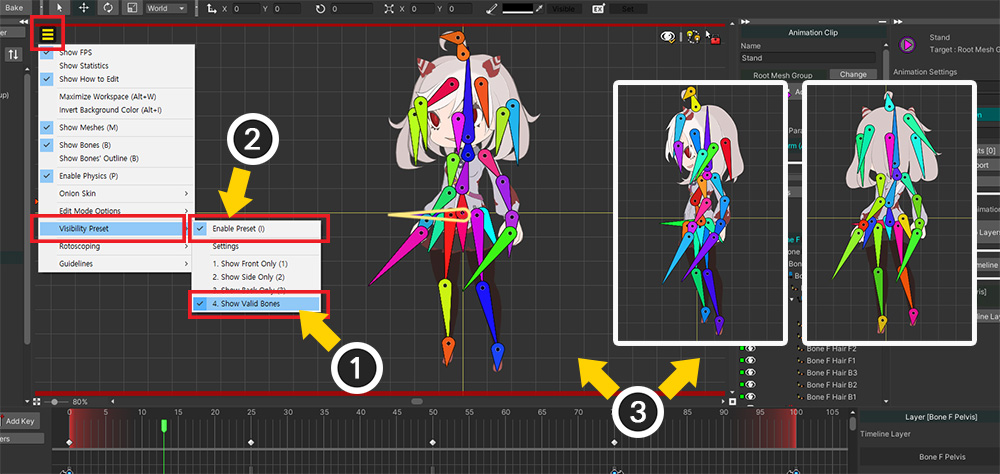 Bake
World
0
0
0
1
1
Visible
EX
Set
Show FPS
Show Statistics
Show How to Edit
Maximize Workspace (Alt+W)
Invert Background Color (Alt+I)
Show Meshes (M)
Show Bones (B)
Show Bones' Outline (B)
Enable Physics (P)
Onion Skin
Edit Mode Options
Visibility Preset
Rotoscoping
Guidelines
Enable Preset (I)
Settings
1. Show Front Only (1)
2. Show Side Only (2)
3. Show Back Only (3)
4. Show Valid Bones
2
1
3
Animation Clip
Name
Stand
Root Mesh Group
Change
Stand
Target : Root Mesh Group
Animation Settings
Bone F Hair F2
Bone F Hair F1
Bone F Hair B3
Bone F Hair B2
Bone F Hair B1
80%
Add Key
0
5
10
15
20
25
30
35
40
45
50
55
60
65
70
75
80
85
90
95
100
105
Layer [Bone F Pelvis]
Timeline Layer
Bone F Pelvis